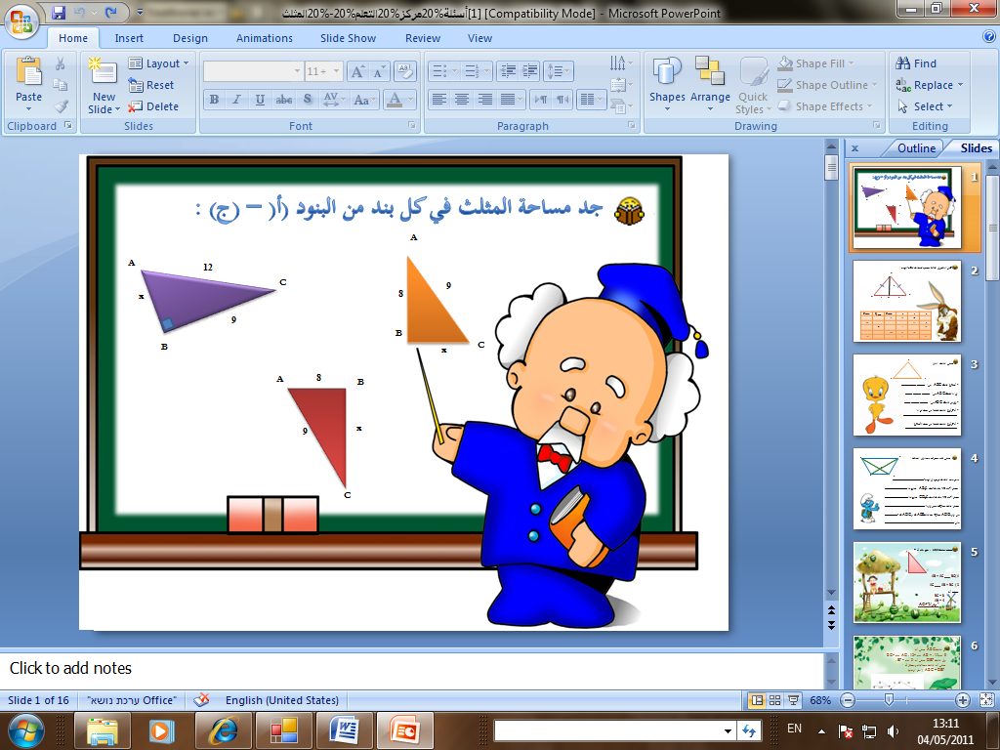 أسئلة%20مركز%20التعلم%20-%20المثلث[1] [Compatibility Mode] - Microsoft PowerPoint
Home Insert Design Animations Slide Show Review View
Paste
Clipboard
New Slide
Layout
Reset
Delete
Slides
11
B I U abc S AV Aa A
Font
Paragraph
Shapes
Arrange
Quick Styles
Shape Fill
Shape Outline
Shape Effects
Drawing
Find
Replace
Select
Editing
Outline Slides
جد مساحة المثلث في كل بند من البنود (أ( – (ج) :
A
12
C
x
9
B
A
8
9
B
x
C
A
8
B
9
x
C
1
2
3
4
5
6
Click to add notes
Slide 1 of 16
"ערכת נושא Office"
English (United States)
68%
EN
13:11
04/05/2011